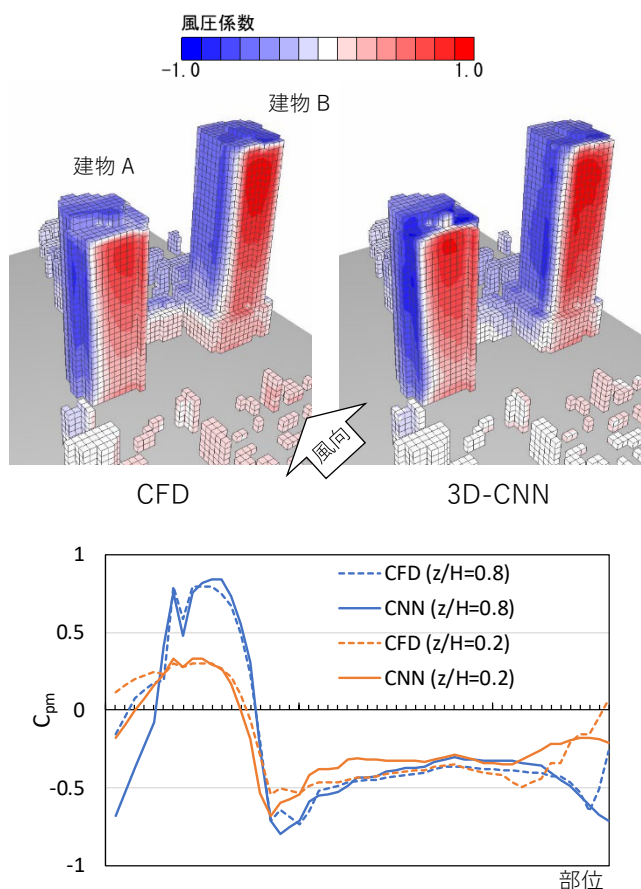 風圧係数
-1.0
1.0
建物 B
建物 A
風向
CFD
3D-CNN
1
0.5
0
-0.5
-1
Cpm
CFD (z/H=0.8)
CNN (z/H=0.8)
CFD (z/H=0.2)
CNN (z/H=0.2)
部位